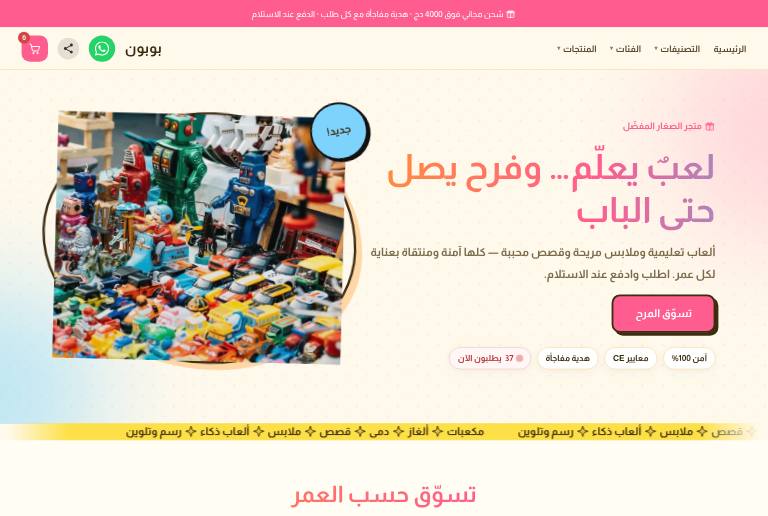 شحن مجاني فوق 4000 دج · هدية مفاجأة مع كل طلب · الدفع عند الاستلام
الرئيسية التصنيفات الفئات المنتجات
بوبون
0
متجر الصغار المفضّل
لعبٌ يعلّم... وفرح يصل
حتى الباب
ألعاب تعليمية وملابس مريحة وقصص محببة — كلها آمنة ومنتقاة بعناية
لكل عمر. اطلب وادفع عند الاستلام.
تسوّق المرح
آمن 100% معايير CE هدية مفاجأة 37 يطلبون الآن
جديد!
قصص ✧ ملابس ✧ ألعاب ذكاء ✧ رسم وتلوين مكعبات ✧ ألغاز ✧ دمى ✧ قصص ✧ ملابس ✧ ألعاب ذكاء ✧ رسم وتلوين
تسوّق حسب العمر